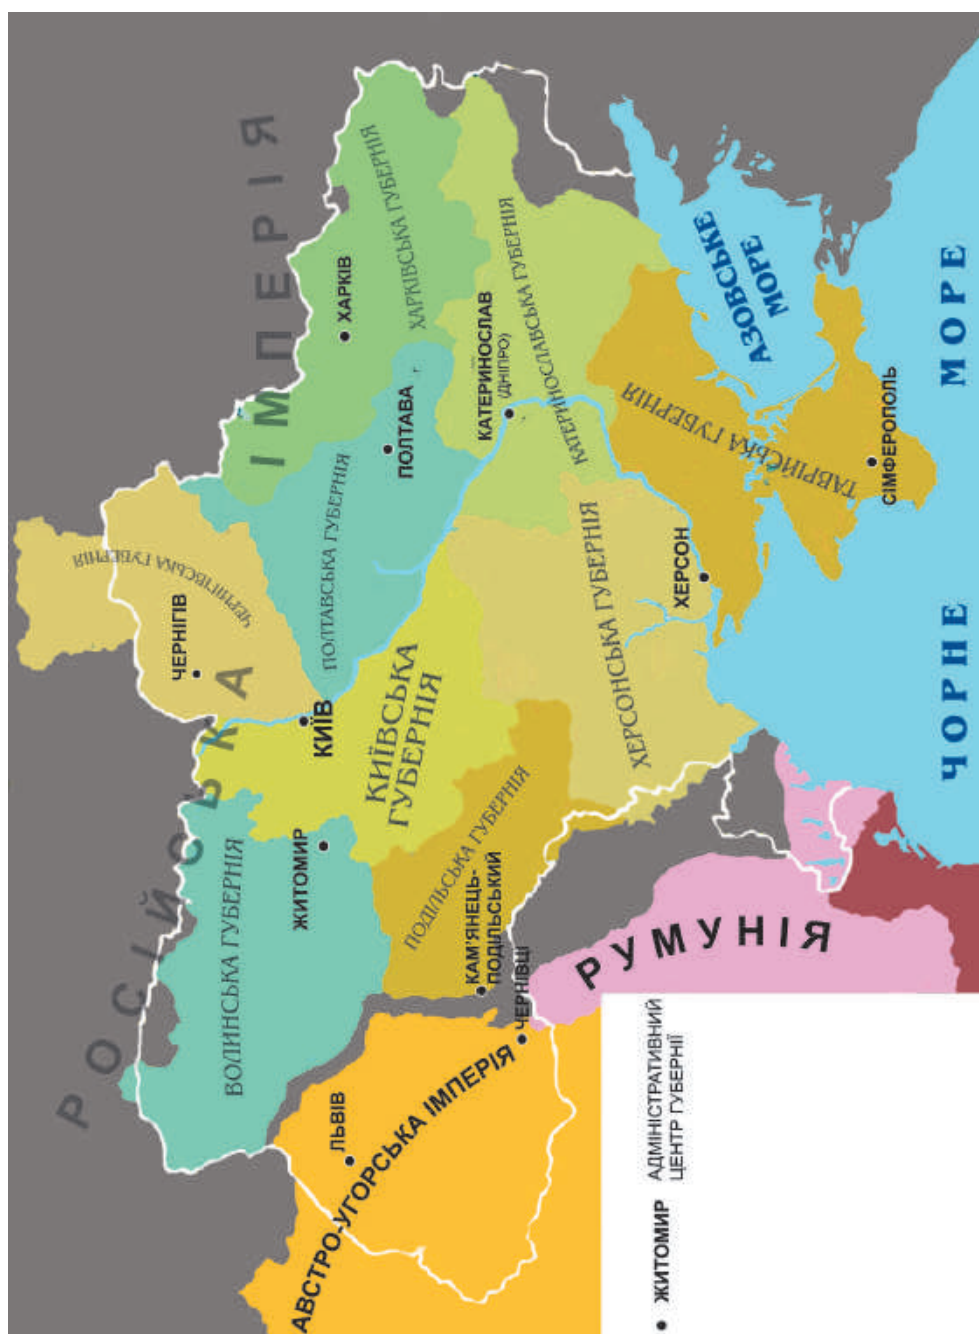 РОСІЙСЬКА
ІМПЕРІЯ
ЧЕРНІГІВСЬКА ГУБЕРНІЯ
ЧЕРНІГІВ
ВОЛИНСЬКА ГУБЕРНІЯ
ЖИТОМИР
КИЇВ
КИЇВСЬКА
ГУБЕРНІЯ
ПОЛТАВСЬКА ГУБЕРНІЯ
ПОЛТАВА
ХАРКІВ
ХАРКІВСЬКА ГУБЕРНІЯ
ЛЬВІВ
АВСТРО-УГОРСЬКА ІМПЕРІЯ
ПОДІЛЬСЬКА ГУБЕРНІЯ
КАМ’ЯНЕЦЬ-
ПОДІЛЬСЬКИЙ
ЧЕРНІВЦІ
КАТЕРИНОСЛАВ
(ДНІПРО)
КАТЕРИНОСЛАВСЬКА ГУБЕРНІЯ
ХЕРСОНСЬКА ГУБЕРНІЯ
ХЕРСОН
ТАВРІЙСЬКА ГУБЕРНІЯ
СІМФЕРОПОЛЬ
РУМУНІЯ
АЗОВСЬКЕ
МОРЕ
ЧОРНЕ МОРЕ
ЖИТОМИР
АДМІНІСТРАТИВНИЙ
ЦЕНТР ГУБЕРНІЇ